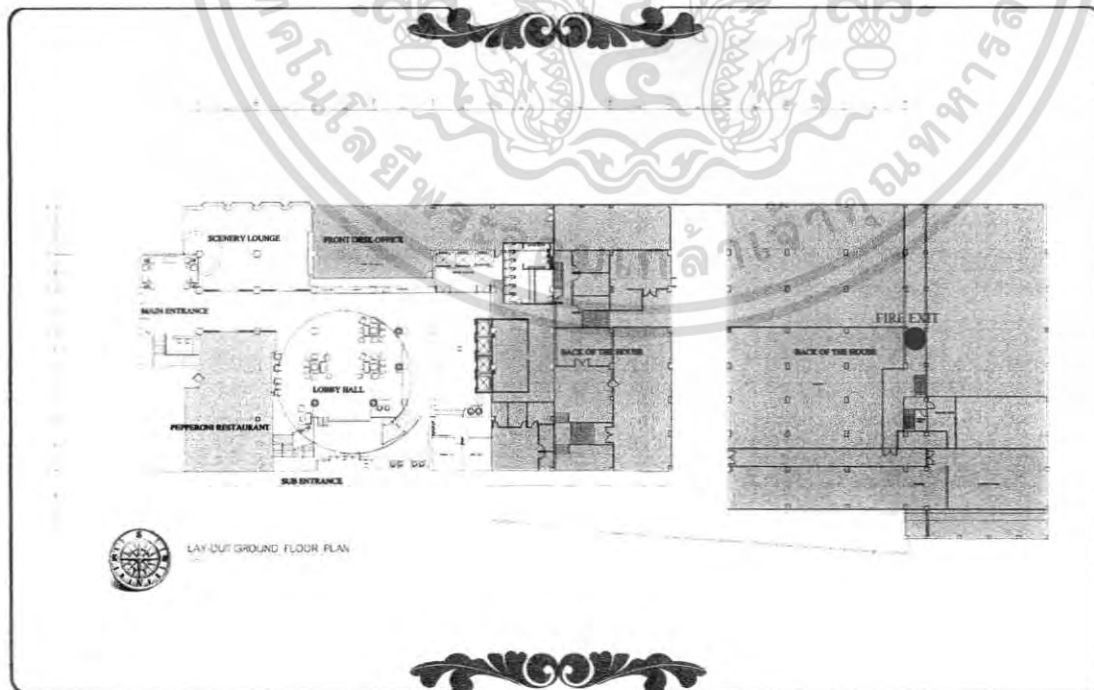 SCENERY LOUNGE
FRONT DESK OFFICE
MAIN ENTRANCE
FIRE EXIT
BACK OF THE HOUSE
BACK OF THE HOUSE
LOBBY HALL
PEPPERONI RESTAURANT
SUB ENTRANCE
LAY-OUT GROUND FLOOR PLAN